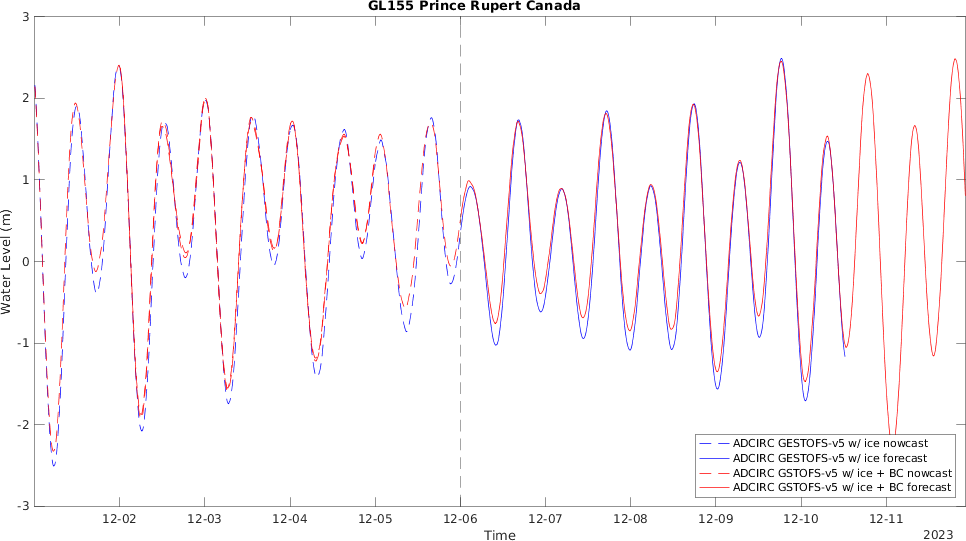 GL155 Prince Rupert Canada
3
2
1
0
-1
-2
-3
Water Level (m)
ADCIRC GESTOFS-v5 w/ ice nowcast
ADCIRC GESTOFS-v5 w/ ice forecast
ADCIRC GSTOFS-v5 w/ ice + BC nowcast
ADCIRC GSTOFS-v5 w/ ice + BC forecast
12-02 12-03 12-04 12-05 12-06 12-07 12-08 12-09 12-10 12-11
Time
2023